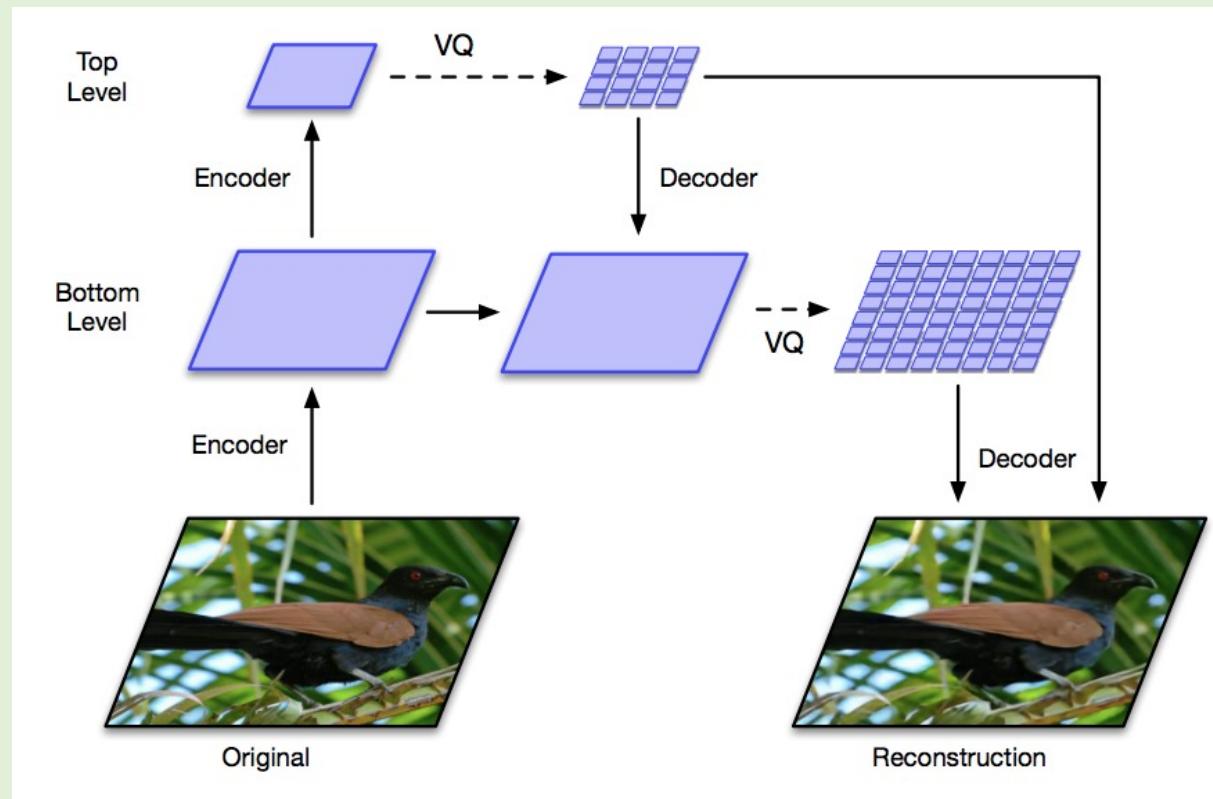 Top
Level
VQ
Encoder
Decoder
Bottom
Level
VQ
Encoder
Decoder
Original
Reconstruction